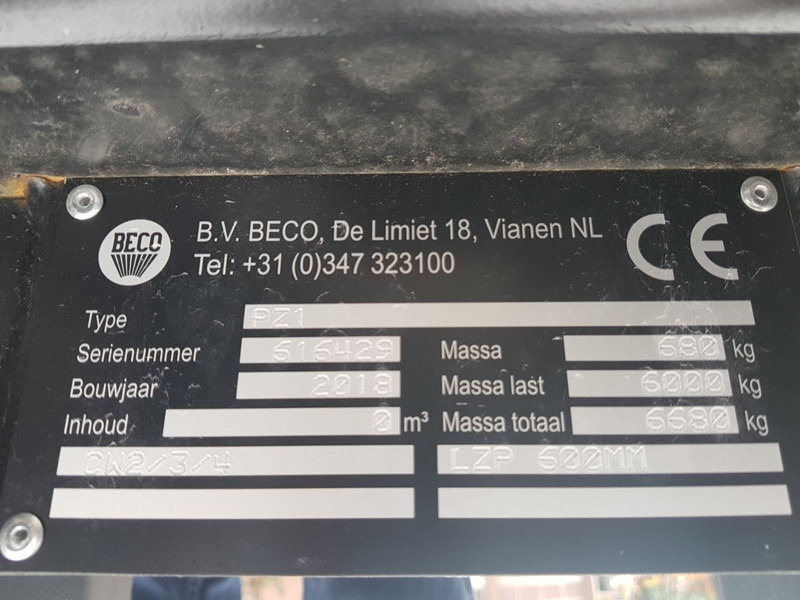 BECO
B.V. BECO, De Limiet 18, Vianen NL
Tel: +31 (0)347 323100
CE
Type PZ1
Serienummer 616429 Massa 680 kg
Bouwjaar 2018 Massa last 6000 kg
Inhoud 0 m³ Massa totaal 6680 kg
CW2/3/4 LZP 600MM